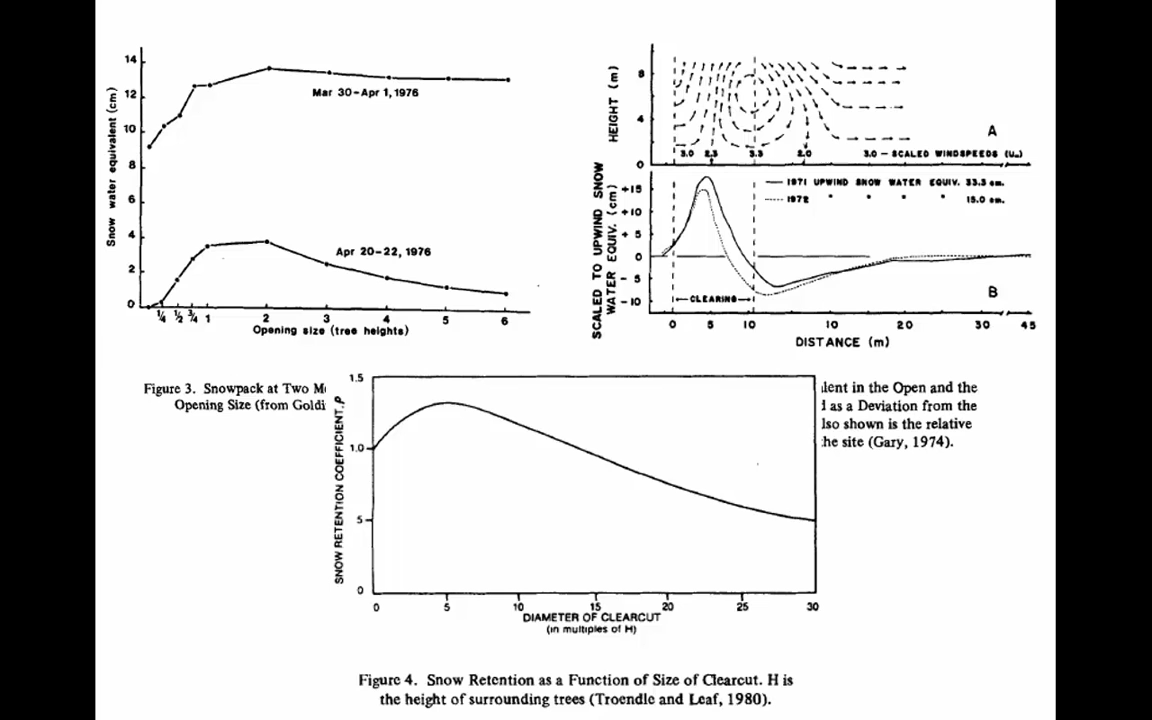 14
12
10
8
6
4
2
0
Snow water equivalent (cm)
Mar 30-Apr 1, 1976
Apr 20-22, 1976
¼ ½ ¾ 1 2 3 4 5 6
Opening size (tree heights)
HEIGHT (m)
8
4
0
A
3.0 2.3 3.3 2.0 3.0 - SCALED WINDSPEEDS
SCALED TO UPWIND SNOW
WATER EQUIV. (cm)
+15
+10
+5
0
-5
-10
1971 UPWIND SNOW WATER EQUIV. 33.3 cm.
1972 " " " " 15.0 cm.
CLEARING
B
0 5 10 10 20 30 45
DISTANCE (m)
Figure 3. Snowpack at Two M
Opening Size (from Goldi
lent in the Open and the
as a Deviation from the
lso shown is the relative
he site (Gary, 1974).
SNOW RETENTION COEFFICIENT, P
1.5
1.0
5
0
0 5 10 15 20 25 30
DIAMETER OF CLEARCUT
(in multiples of H)
Figure 4. Snow Retention as a Function of Size of Clearcut. H is
the height of surrounding trees (Troendle and Leaf, 1980).